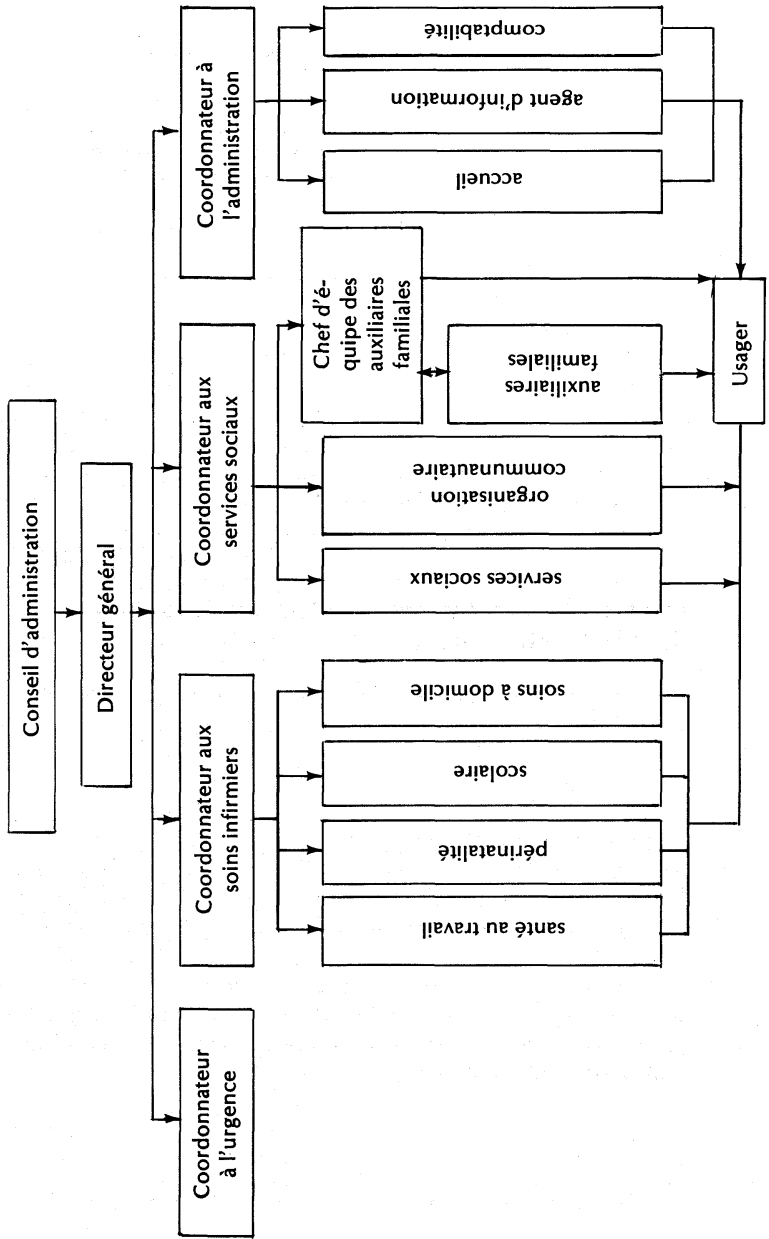 Conseil d'administration
Directeur général
Coordonnateur
à l'urgence
Coordonnateur aux
soins infirmiers
Coordonnateur aux
services sociaux
Coordonnateur à
l'administration
santé au travail
périnatalité
scolaire
soins à domicile
services sociaux
organisation
communautaire
Chef d'é-
quipe des
auxiliaires
familiales
auxiliaires
familiales
accueil
agent d'information
comptabilité
Usager